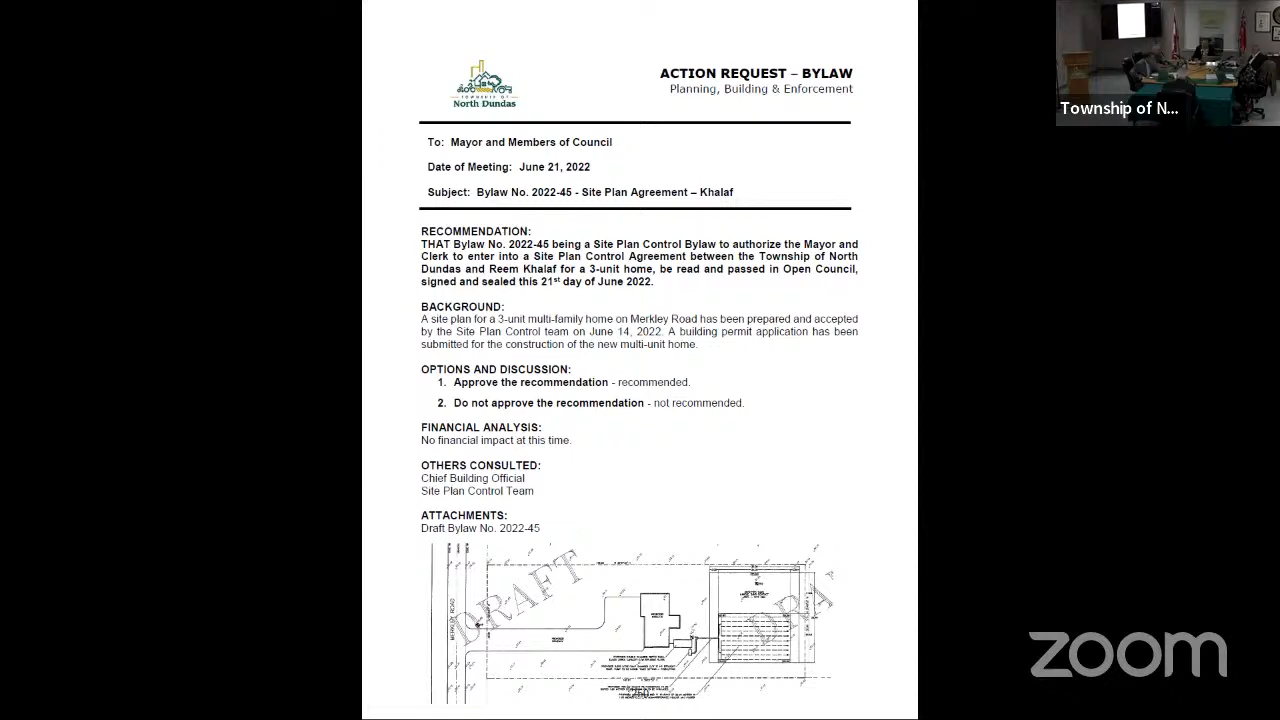 TOWNSHIP OF
North Dundas
ACTION REQUEST – BYLAW
Planning, Building & Enforcement
To: Mayor and Members of Council
Date of Meeting: June 21, 2022
Subject: Bylaw No. 2022-45 - Site Plan Agreement – Khalaf
RECOMMENDATION:
THAT Bylaw No. 2022-45 being a Site Plan Control Bylaw to authorize the Mayor and
Clerk to enter into a Site Plan Control Agreement between the Township of North
Dundas and Reem Khalaf for a 3-unit home, be read and passed in Open Council,
signed and sealed this 21st day of June 2022.
BACKGROUND:
A site plan for a 3-unit multi-family home on Merkley Road has been prepared and accepted
by the Site Plan Control team on June 14, 2022. A building permit application has been
submitted for the construction of the new multi-unit home.
OPTIONS AND DISCUSSION:
1. Approve the recommendation - recommended.
2. Do not approve the recommendation - not recommended.
FINANCIAL ANALYSIS:
No financial impact at this time.
OTHERS CONSULTED:
Chief Building Official
Site Plan Control Team
ATTACHMENTS:
Draft Bylaw No. 2022-45
DRAFT
MERKLEY ROAD
DRA
Township of N...
zoom